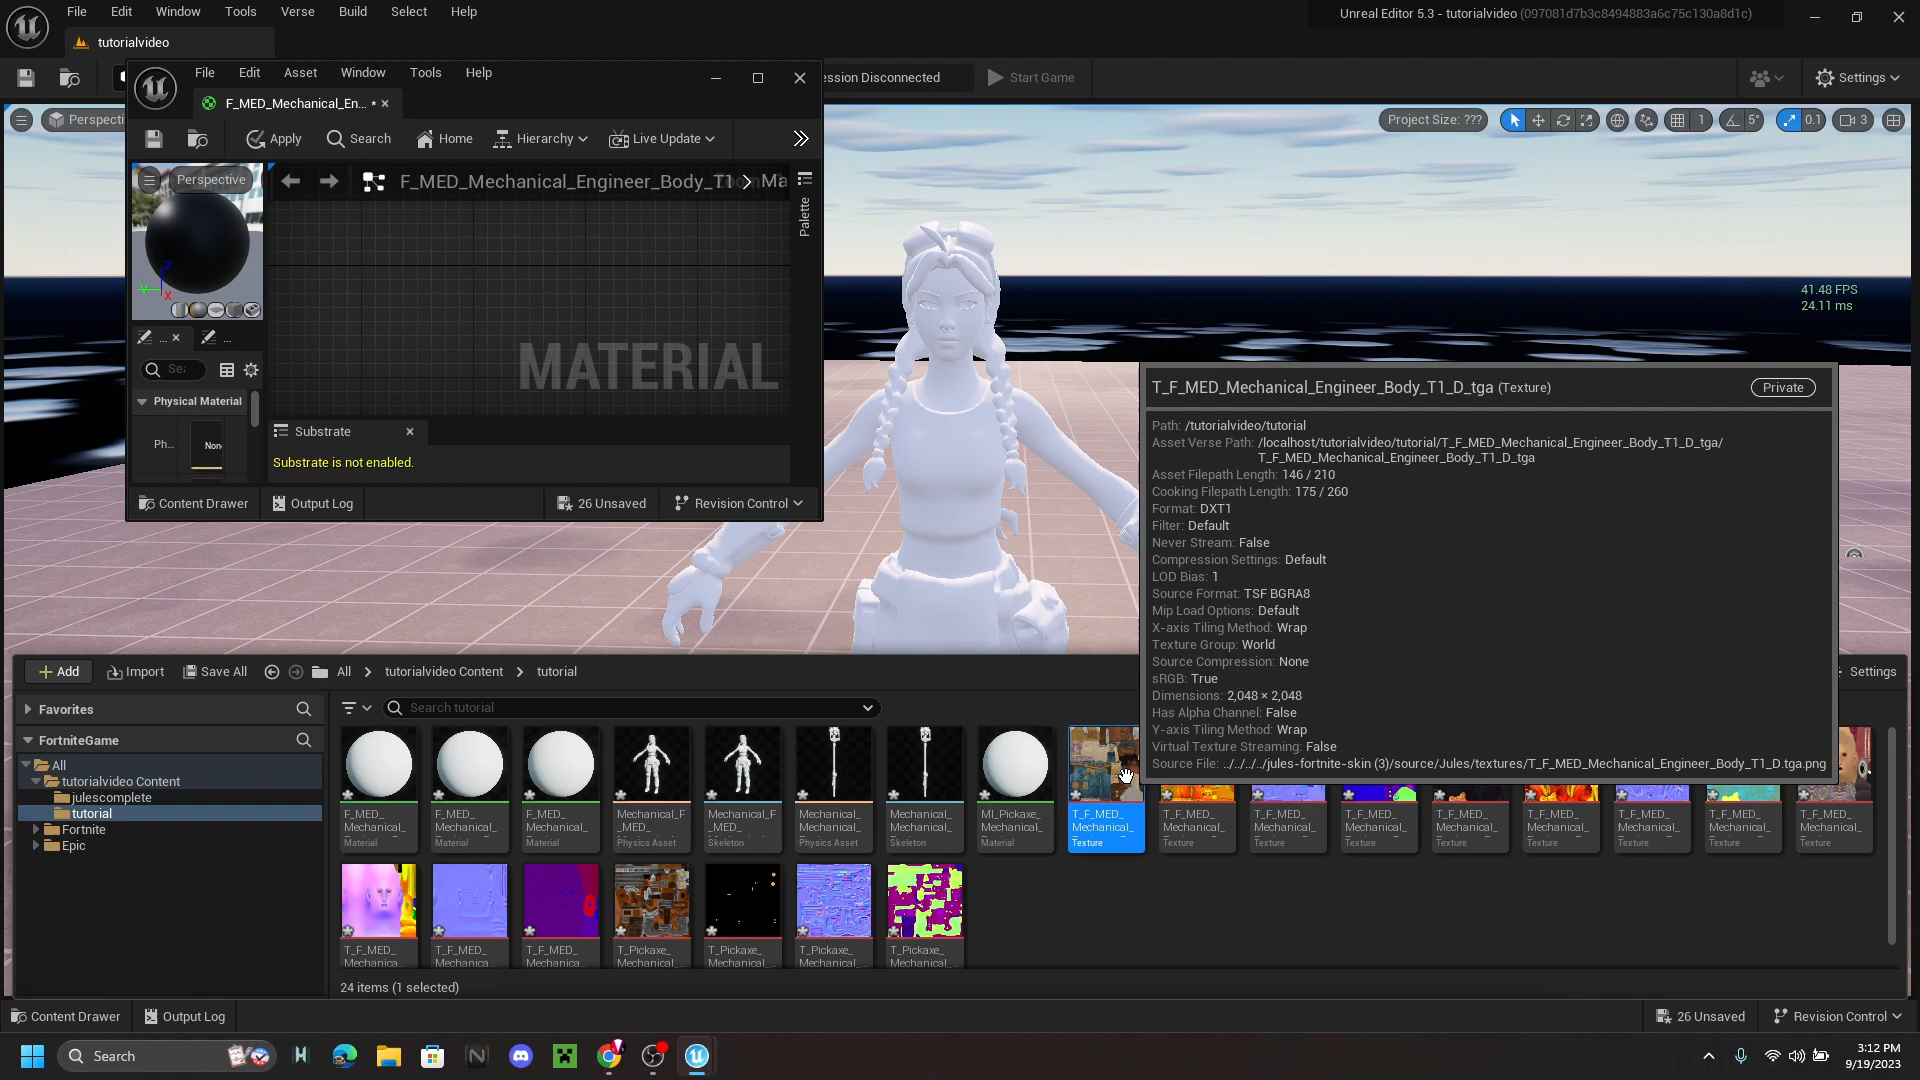 File Edit Window Tools Verse Build Select Help
Unreal Editor 5.3 - tutorialvideo (097081d7b3c8494883a6c75c130a8d1c)
tutorialvideo
ssion Disconnected
Start Game
Settings
File Edit Asset Window Tools Help
F_MED_Mechanical_En... •
Apply Search Home Hierarchy Live Update
Perspecti
Project Size: ???
1
5°
0.1
3
Perspective
F_MED_Mechanical_Engineer_Body_T1 > Ma
Palette
MATERIAL
X
...
...
Physical Material
Ph...
Non
Substrate
Substrate is not enabled.
Content Drawer Output Log 26 Unsaved Revision Control
41.48 FPS
24.11 ms
T_F_MED_Mechanical_Engineer_Body_T1_D_tga (Texture)
Private
Path: /tutorialvideo/tutorial
Asset Verse Path: /localhost/tutorialvideo/tutorial/T_F_MED_Mechanical_Engineer_Body_T1_D_tga/
T_F_MED_Mechanical_Engineer_Body_T1_D_tga
Asset Filepath Length: 146 / 210
Cooking Filepath Length: 175 / 260
Format: DXT1
Filter: Default
Never Stream: False
Compression Settings: Default
LOD Bias: 1
Source Format: TSF BGRA8
Mip Load Options: Default
X-axis Tiling Method: Wrap
Texture Group: World
Source Compression: None
sRGB: True
Dimensions: 2,048 × 2,048
Has Alpha Channel: False
Y-axis Tiling Method: Wrap
Virtual Texture Streaming: False
Source File: ../../../../jules-fortnite-skin (3)/source/Jules/textures/T_F_MED_Mechanical_Engineer_Body_T1_D.tga.png
Add Import Save All All > tutorialvideo Content > tutorial
Settings
Favorites
Search tutorial
FortniteGame
All
tutorialvideo Content
julescomplete
tutorial
Fortnite
Epic
F_MED_ F_MED_ F_MED_ Mechanical_F Mechanical_F Mechanical_ Mechanical_ MI_Pickaxe_ T_F_MED_ T_F_MED_ T_F_MED_ T_F_MED_ T_F_MED_ T_F_MED_ T_F_MED_ T_F_MED_ T_F_MED_
Mechanical_ Mechanical_ Mechanical_ _MED_ _MED_ Mechanical_ Mechanical_ Mechanical_ Mechanical_ Mechanical_ Mechanical_ Mechanical_ Mechanical_ Mechanical_ Mechanical_ Mechanical_ Mechanical_
Material Material Material Physics Asset Skeleton Physics Asset Skeleton Material Texture Texture Texture Texture Texture Texture Texture Texture Texture
T_F_MED_ T_F_MED_ T_F_MED_ T_Pickaxe_ T_Pickaxe_ T_Pickaxe_ T_Pickaxe_
Mechanica... Mechanica... Mechanica... Mechanical_... Mechanical_... Mechanical_... Mechanical_...
24 items (1 selected)
Content Drawer Output Log
26 Unsaved Revision Control
Search
3:12 PM
9/19/2023